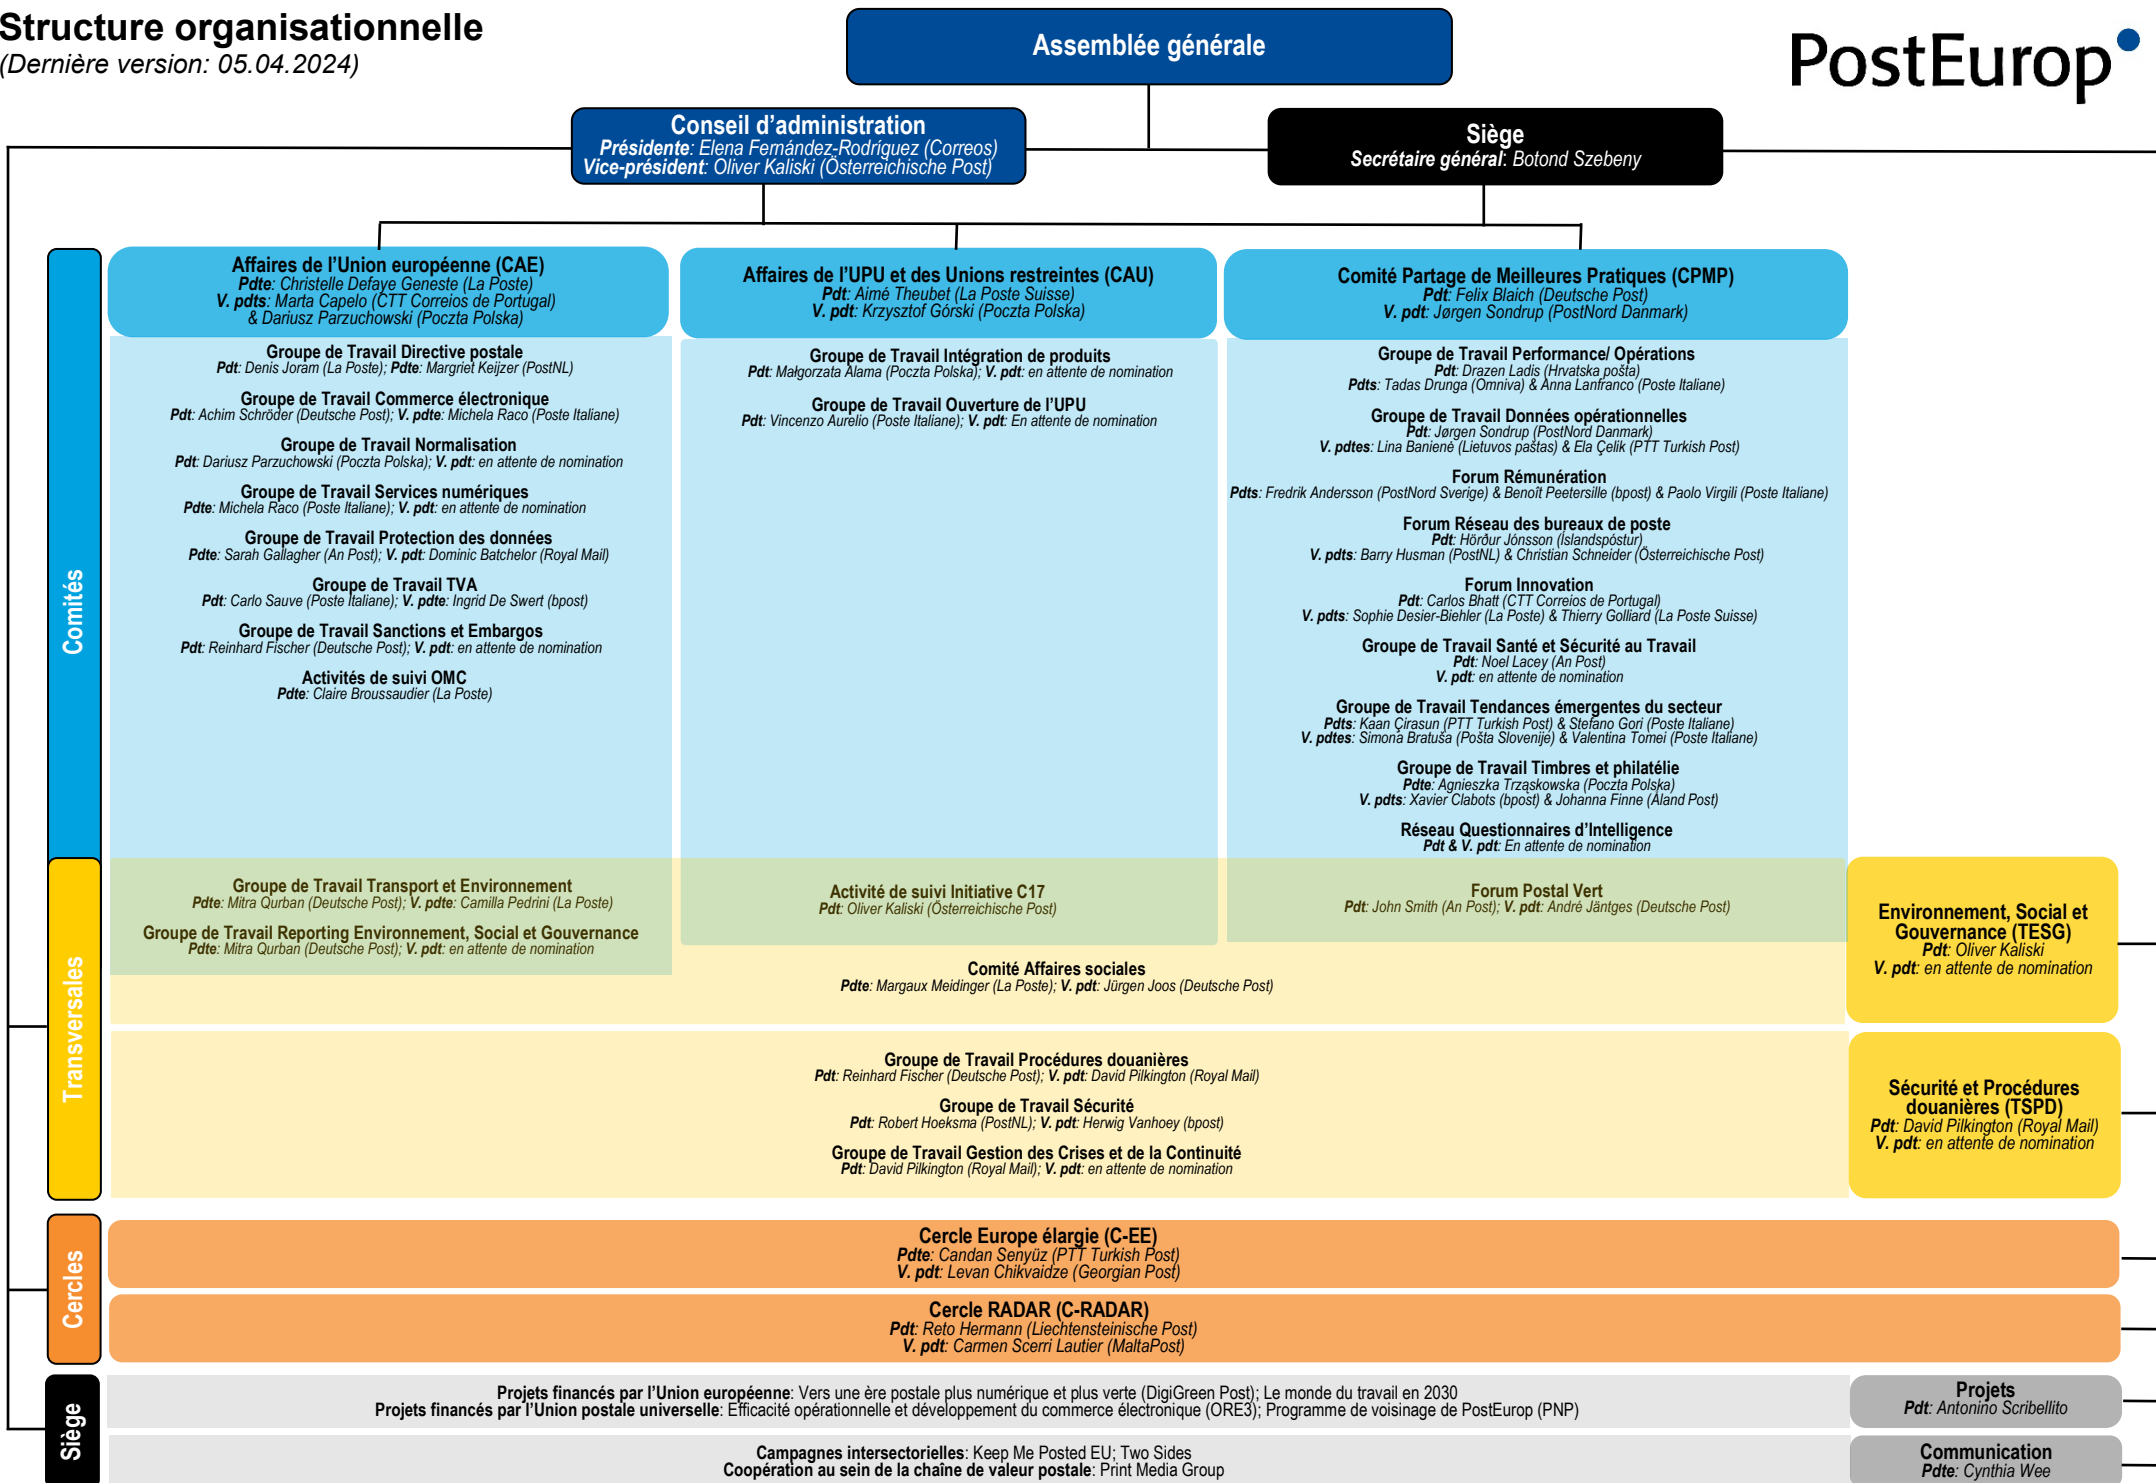 Structure organisationnelle
(Dernière version: 05.04.2024)
Assemblée générale
PostEurop
Conseil d’administration
Présidente: Elena Fernández-Rodríguez (Correos)
Vice-président: Oliver Kaliski (Österreichische Post)
Siège
Secrétaire général: Botond Szebeny
Comités
Affaires de l’Union européenne (CAE)
Pdte: Christelle Defaye Geneste (La Poste)
V. pdts: Marta Capelo (CTT Correios de Portugal)
& Dariusz Parzuchowski (Poczta Polska)
Groupe de Travail Directive postale
Pdt: Denis Joram (La Poste); Pdte: Margriet Keijzer (PostNL)
Groupe de Travail Commerce électronique
Pdt: Achim Schröder (Deutsche Post); V. pdte: Michela Raco (Poste Italiane)
Groupe de Travail Normalisation
Pdt: Dariusz Parzuchowski (Poczta Polska); V. pdt: en attente de nomination
Groupe de Travail Services numériques
Pdte: Michela Raco (Poste Italiane); V. pdt: en attente de nomination
Groupe de Travail Protection des données
Pdte: Sarah Gallagher (An Post); V. pdt: Dominic Batchelor (Royal Mail)
Groupe de Travail TVA
Pdt: Carlo Sauve (Poste Italiane); V. pdte: Ingrid De Swert (bpost)
Groupe de Travail Sanctions et Embargos
Pdt: Reinhard Fischer (Deutsche Post); V. pdt: en attente de nomination
Activités de suivi OMC
Pdte: Claire Broussaudier (La Poste)
Affaires de l’UPU et des Unions restreintes (CAU)
Pdt: Aimé Theubet (La Poste Suisse)
V. pdt: Krzysztof Górski (Poczta Polska)
Groupe de Travail Intégration de produits
Pdt: Małgorzata Alama (Poczta Polska); V. pdt: en attente de nomination
Groupe de Travail Ouverture de l’UPU
Pdt: Vincenzo Aurelio (Poste Italiane); V. pdt: En attente de nomination
Comité Partage de Meilleures Pratiques (CPMP)
Pdt: Felix Blaich (Deutsche Post)
V. pdt: Jørgen Sondrup (PostNord Danmark)
Groupe de Travail Performance/ Opérations
Pdt: Drazen Ladis (Hrvatska pošta)
Pdts: Tadas Drunga (Omniva) & Anna Lanfranco (Poste Italiane)
Groupe de Travail Données opérationnelles
Pdt: Jørgen Sondrup (PostNord Danmark)
V. pdtes: Lina Banienė (Lietuvos paštas) & Ela Çelik (PTT Turkish Post)
Forum Rémunération
Pdts: Fredrik Andersson (PostNord Sverige) & Benoît Peetersille (bpost) & Paolo Virgili (Poste Italiane)
Forum Réseau des bureaux de poste
Pdt: Hörður Jónsson (Íslandspóstur)
V. pdts: Barry Husman (PostNL) & Christian Schneider (Österreichische Post)
Forum Innovation
Pdt: Carlos Bhatt (CTT Correios de Portugal)
V. pdts: Sophie Desier-Biehler (La Poste) & Thierry Golliard (La Poste Suisse)
Groupe de Travail Santé et Sécurité au Travail
Pdt: Noel Lacey (An Post)
V. pdt: en attente de nomination
Groupe de Travail Tendances émergentes du secteur
Pdts: Kaan Çirasun (PTT Turkish Post) & Stefano Gori (Poste Italiane)
V. pdtes: Simona Bratuša (Pošta Slovenije) & Valentina Tomei (Poste Italiane)
Groupe de Travail Timbres et philatélie
Pdte: Agnieszka Trząskowska (Poczta Polska)
V. pdts: Xavier Clabots (bpost) & Johanna Finne (Åland Post)
Réseau Questionnaires d’Intelligence
Pdt & V. pdt: En attente de nomination
Transversales
Groupe de Travail Transport et Environnement
Pdte: Mitra Qurban (Deutsche Post); V. pdte: Camilla Pedrini (La Poste)
Groupe de Travail Reporting Environnement, Social et Gouvernance
Pdte: Mitra Qurban (Deutsche Post); V. pdt: en attente de nomination
Activité de suivi Initiative C17
Pdt: Oliver Kaliski (Österreichische Post)
Forum Postal Vert
Pdt: John Smith (An Post); V. pdt: André Jäntges (Deutsche Post)
Comité Affaires sociales
Pdte: Margaux Meidinger (La Poste); V. pdt: Jürgen Joos (Deutsche Post)
Environnement, Social et
Gouvernance (TESG)
Pdt: Oliver Kaliski
V. pdt: en attente de nomination
Groupe de Travail Procédures douanières
Pdt: Reinhard Fischer (Deutsche Post); V. pdt: David Pilkington (Royal Mail)
Groupe de Travail Sécurité
Pdt: Robert Hoeksma (PostNL); V. pdt: Herwig Vanhoey (bpost)
Groupe de Travail Gestion des Crises et de la Continuité
Pdt: David Pilkington (Royal Mail); V. pdt: en attente de nomination
Sécurité et Procédures
douanières (TSPD)
Pdt: David Pilkington (Royal Mail)
V. pdt: en attente de nomination
Cercles
Cercle Europe élargie (C-EE)
Pdte: Candan Senyüz (PTT Turkish Post)
V. pdt: Levan Chikvaidze (Georgian Post)
Cercle RADAR (C-RADAR)
Pdt: Reto Hermann (Liechtensteinische Post)
V. pdt: Carmen Scerri Lautier (MaltaPost)
Siège
Projets financés par l’Union européenne: Vers une ère postale plus numérique et plus verte (DigiGreen Post); Le monde du travail en 2030
Projets financés par l’Union postale universelle: Efficacité opérationnelle et développement du commerce électronique (ORE3); Programme de voisinage de PostEurop (PNP)
Projets
Pdt: Antonino Scribellito
Campagnes intersectorielles: Keep Me Posted EU; Two Sides
Coopération au sein de la chaîne de valeur postale: Print Media Group
Communication
Pdte: Cynthia Wee